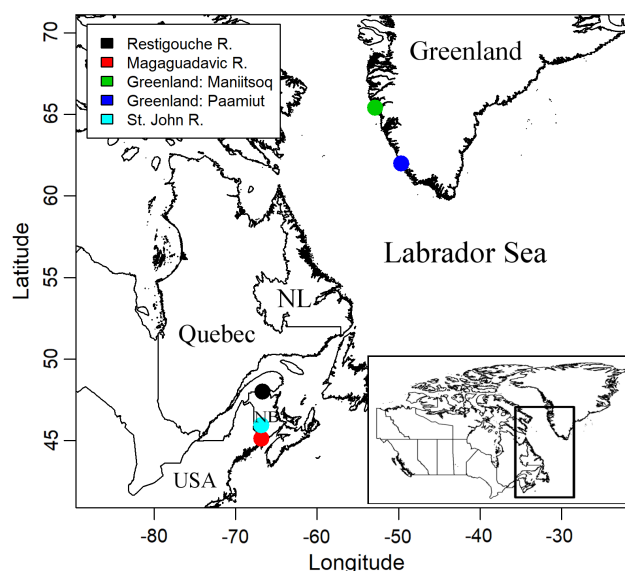 Restigouche R.
Magaguadavic R.
Greenland: Maniitsoq
Greenland: Paamiut
St. John R.
Greenland
Labrador Sea
NL
Quebec
NB
USA
Latitude
65
60
55
50
45
-80
-70
-60
-50
-40
-30
Longitude